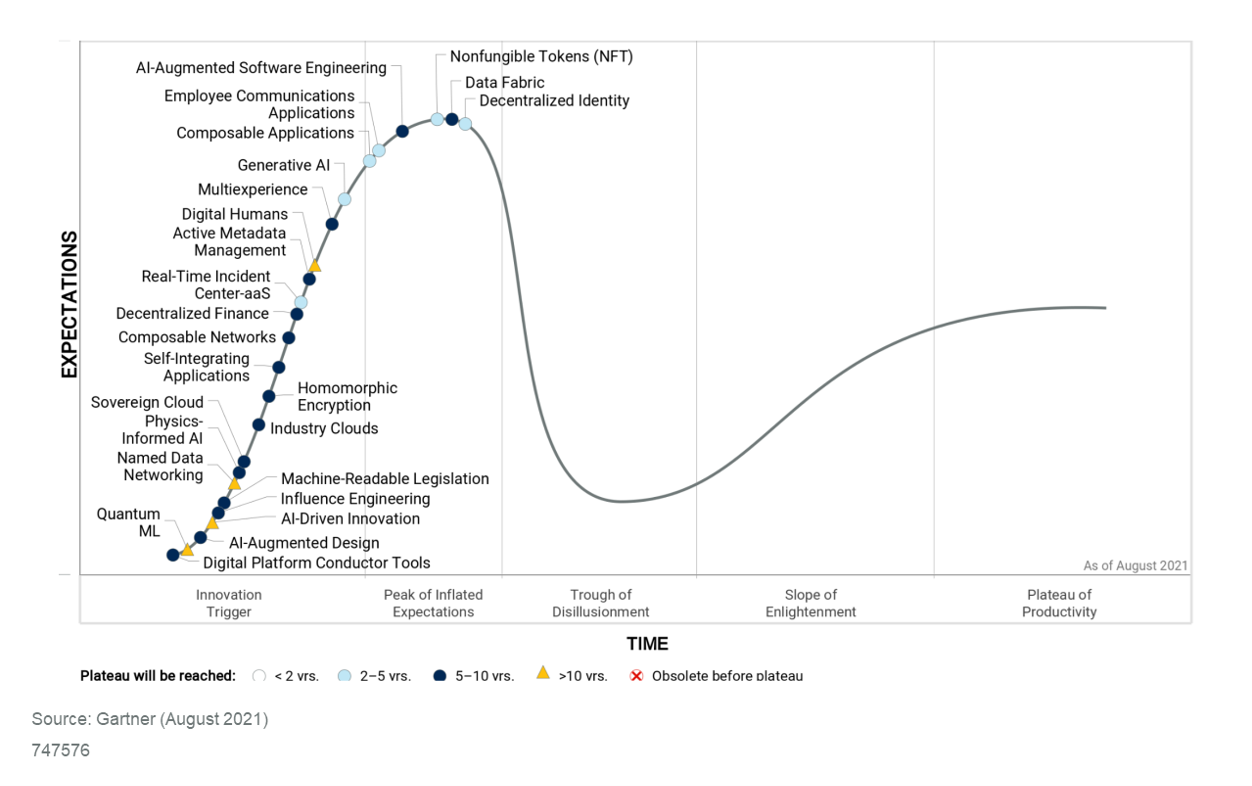 Nonfungible Tokens (NFT)
AI-Augmented Software Engineering
Data Fabric
Employee Communications
Applications
Decentralized Identity
Composable Applications
Generative AI
Multiexperience
Digital Humans
Active Metadata
Management
Real-Time Incident
Center-aaS
Decentralized Finance
Composable Networks
Self-Integrating
Applications
Homomorphic
Encryption
Sovereign Cloud
Industry Clouds
Physics-
Informed AI
Named Data
Networking
Machine-Readable Legislation
Influence Engineering
Quantum
ML
AI-Driven Innovation
AI-Augmented Design
Digital Platform Conductor Tools
EXPECTATIONS
As of August 2021
Innovation
Trigger
Peak of Inflated
Expectations
Trough of
Disillusionment
Slope of
Enlightenment
Plateau of
Productivity
TIME
Plateau will be reached: < 2 yrs. 2–5 yrs. 5–10 yrs. >10 yrs. Obsolete before plateau
Source: Gartner (August 2021)
747576